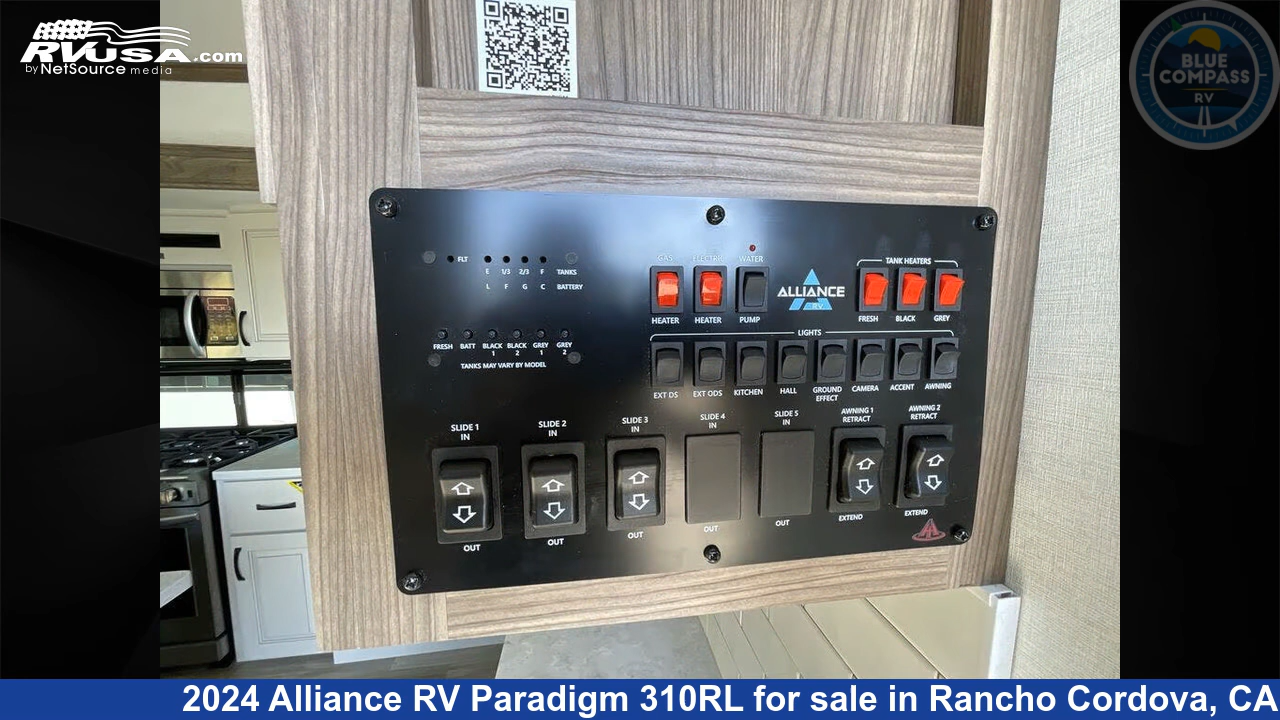 RVUSA.com
by NetSource media
BLUE
COMPASS
RV
FLT
E 1/3 2/3 F TANKS
L F G C BATTERY
FRESH BATT BLACK 1 BLACK 2 GREY 1 GREY 2
TANKS MAY VARY BY MODEL
GAS ELECTRIC WATER
HEATER HEATER PUMP
ALLIANCE
RV
TANK HEATERS
FRESH BLACK GREY
LIGHTS
EXT DS EXT ODS KITCHEN HALL GROUND EFFECT CAMERA ACCENT AWNING
SLIDE 1 IN SLIDE 2 IN SLIDE 3 IN SLIDE 4 IN SLIDE 5 IN AWNING 1 RETRACT AWNING 2 RETRACT
OUT OUT OUT OUT OUT EXTEND EXTEND
2024 Alliance RV Paradigm 310RL for sale in Rancho Cordova, CA